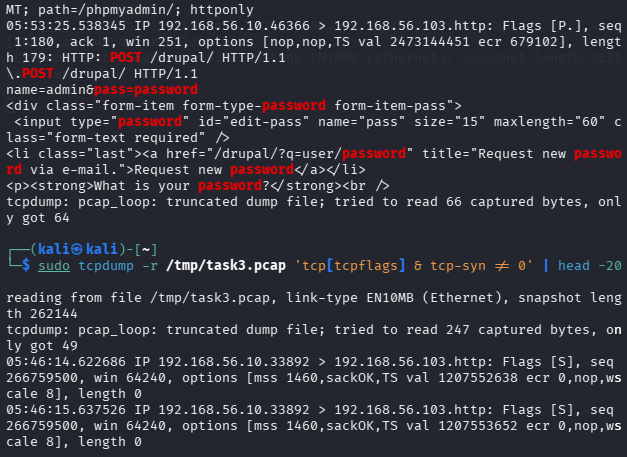 MT; path=/phpmyadmin/; httponly
05:53:25.538345 IP 192.168.56.10.46366 > 192.168.56.103.http: Flags [P.], seq
1:180, ack 1, win 251, options [nop,nop,TS val 2473144451 ecr 679102], lengt
h 179: HTTP: POST /drupal/ HTTP/1.1
\.POST /drupal/ HTTP/1.1
name=admin&pass=password
<div class="form-item form-type-password form-item-pass">
<input type="password" id="edit-pass" name="pass" size="15" maxlength="60" c
lass="form-text required" />
<li class="last"><a href="/drupal/?q=user/password" title="Request new passwo
rd via e-mail.">Request new password</a></li>
<p><strong>What is your password?</strong><br />
tcpdump: pcap_loop: truncated dump file; tried to read 66 captured bytes, onl
y got 64
┌──(kali㉿kali)-[~]
└─$ sudo tcpdump -r /tmp/task3.pcap 'tcp[tcpflags] & tcp-syn != 0' | head -20
reading from file /tmp/task3.pcap, link-type EN10MB (Ethernet), snapshot leng
th 262144
tcpdump: pcap_loop: truncated dump file; tried to read 247 captured bytes, on
ly got 49
05:46:14.622686 IP 192.168.56.10.33892 > 192.168.56.103.http: Flags [S], seq
266759500, win 64240, options [mss 1460,sackOK,TS val 1207552638 ecr 0,nop,ws
cale 8], length 0
05:46:15.637526 IP 192.168.56.10.33892 > 192.168.56.103.http: Flags [S], seq
266759500, win 64240, options [mss 1460,sackOK,TS val 1207553652 ecr 0,nop,ws
cale 8], length 0